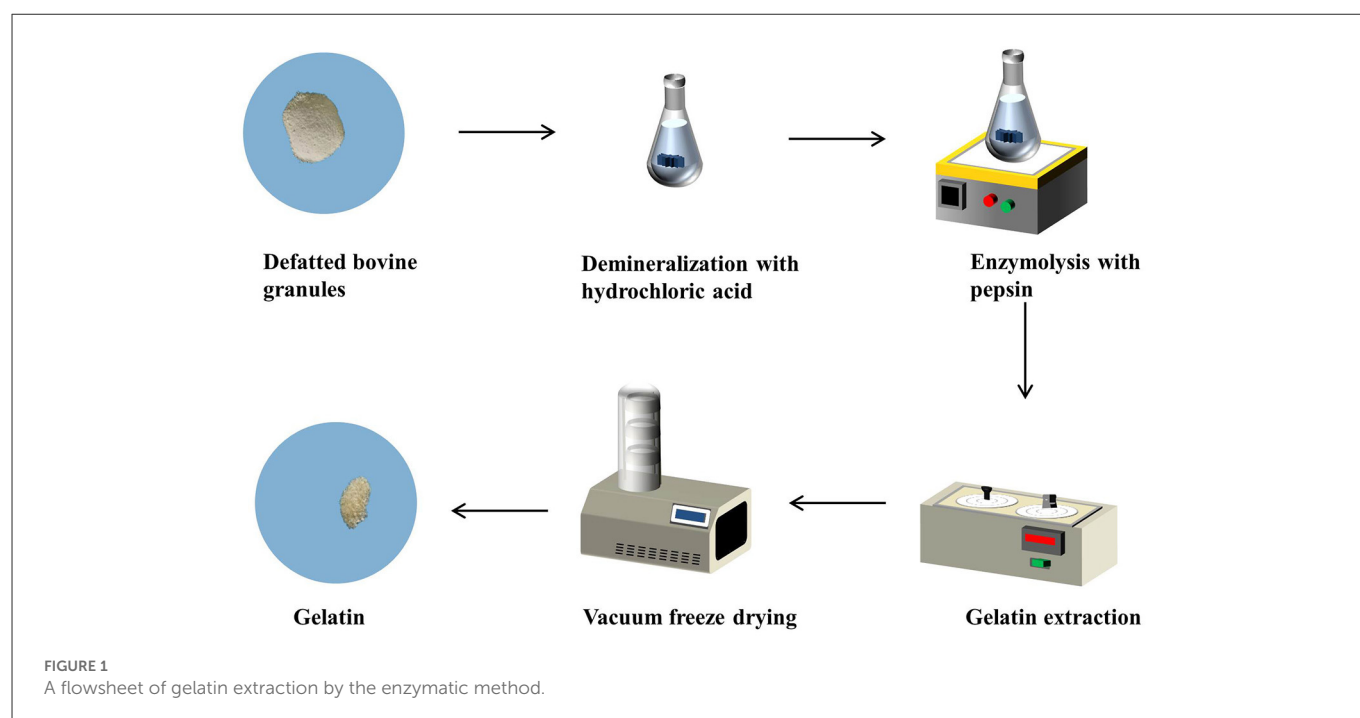 Defatted bovine
granules
Demineralization with
hydrochloric acid
Enzymolysis with
pepsin
Gelatin
Vacuum freeze drying
Gelatin extraction
FIGURE 1
A flowsheet of gelatin extraction by the enzymatic method.